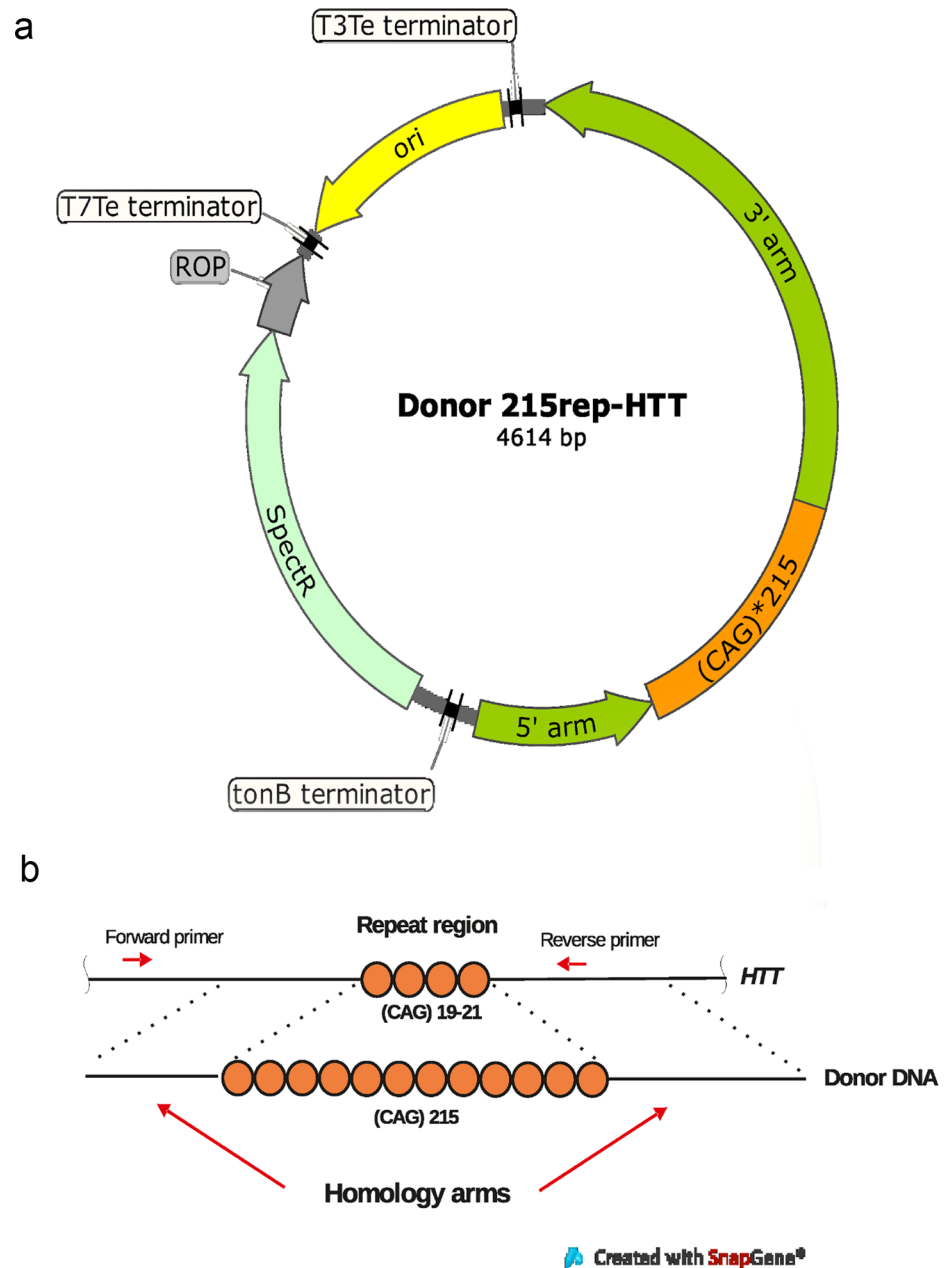 a
T3Te terminator
ori
T7Te terminator
ROP
3' arm
Donor 215rep-HTT
4614 bp
SpectR
(CAG)*215
5' arm
tonB terminator
b
Repeat region
Forward primer
Reverse primer
HTT
(CAG) 19-21
Donor DNA
(CAG) 215
Homology arms
Created with SnapGene®